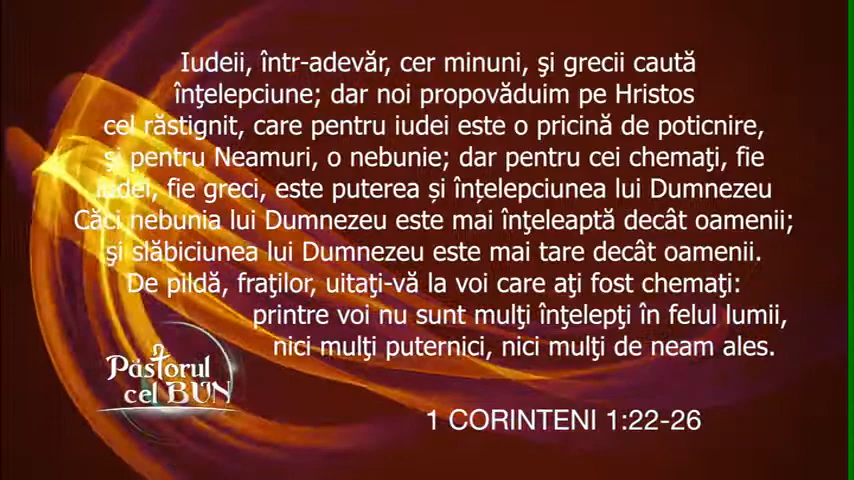 Iudeii, într-adevăr, cer minuni, şi grecii caută
înţelepciune; dar noi propovăduim pe Hristos
cel răstignit, care pentru iudei este o pricină de poticnire,
şi pentru Neamuri, o nebunie; dar pentru cei chemaţi, fie
iudei, fie greci, este puterea și înțelepciunea lui Dumnezeu
Căci nebunia lui Dumnezeu este mai înţeleaptă decât oamenii;
şi slăbiciunea lui Dumnezeu este mai tare decât oamenii.
De pildă, fraţilor, uitaţi-vă la voi care aţi fost chemaţi:
printre voi nu sunt mulţi înţelepţi în felul lumii,
nici mulţi puternici, nici mulţi de neam ales.
Păstorul
cel BUN
1 CORINTENI 1:22-26